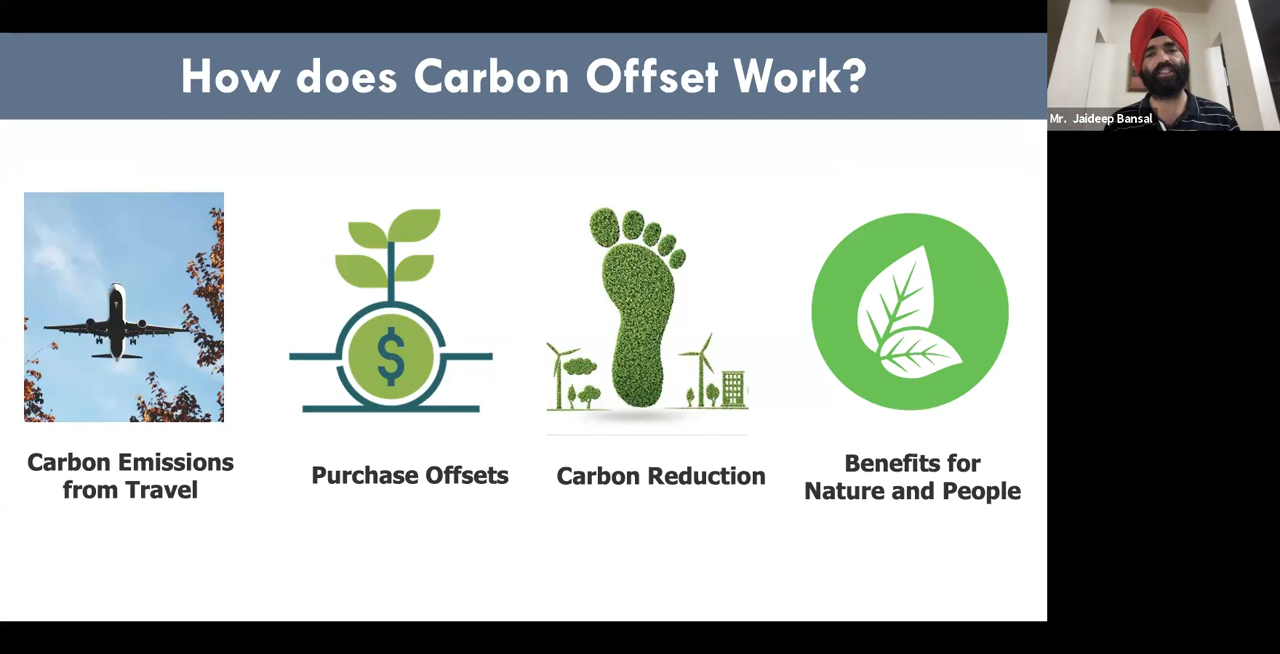 How does Carbon Offset Work?
Mr. Jaideep Bansal
$
Carbon Emissions
from Travel
Purchase Offsets
Carbon Reduction
Benefits for
Nature and People